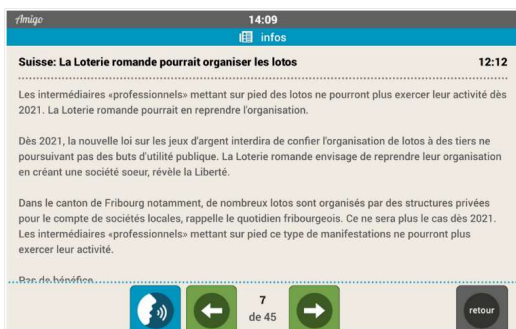 Amigo
14:09
infos
Suisse: La Loterie romande pourrait organiser les lotos 12:12
Les intermédiaires «professionnels» mettant sur pied des lotos ne pourront plus exercer leur activité dès
2021. La Loterie romande pourrait en reprendre l'organisation.
Dès 2021, la nouvelle loi sur les jeux d'argent interdira de confier l'organisation de lotos à des tiers ne
poursuivant pas des buts d'utilité publique. La Loterie romande envisage de reprendre leur organisation
en créant une société soeur, révèle la Liberté.
Dans le canton de Fribourg notamment, de nombreux lotos sont organisés par des structures privées
pour le compte de sociétés locales, rappelle le quotidien fribourgeois. Ce ne sera plus le cas dès 2021.
Les intermédiaires «professionnels» mettant sur pied ce type de manifestations ne pourront plus
exercer leur activité.
Pas de bénéfice
7
de 45
retour